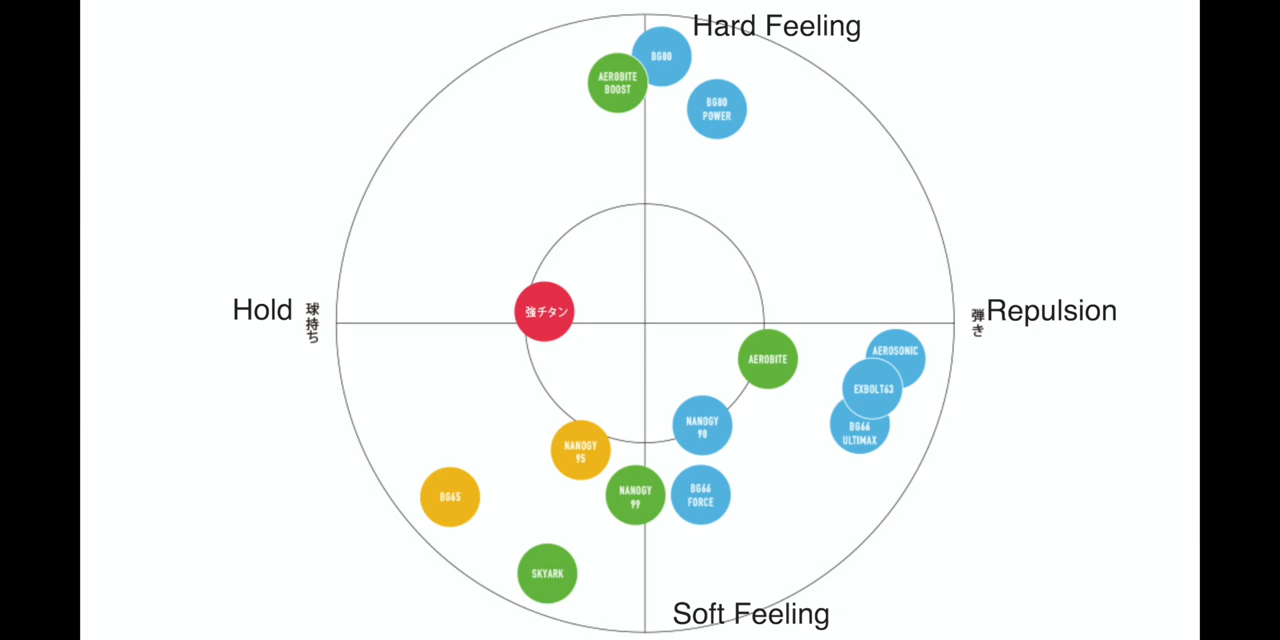 Hard Feeling
BG80
AEROBITE
BOOST
BG80
POWER
Hold
球持ち
強チタン
弾き
Repulsion
AEROSONIC
AEROBITE
EXBOLT63
NANOGY
98
BG66
ULTIMAX
NANOGY
95
BG65
NANOGY
99
BG66
FORCE
SKYARK
Soft Feeling